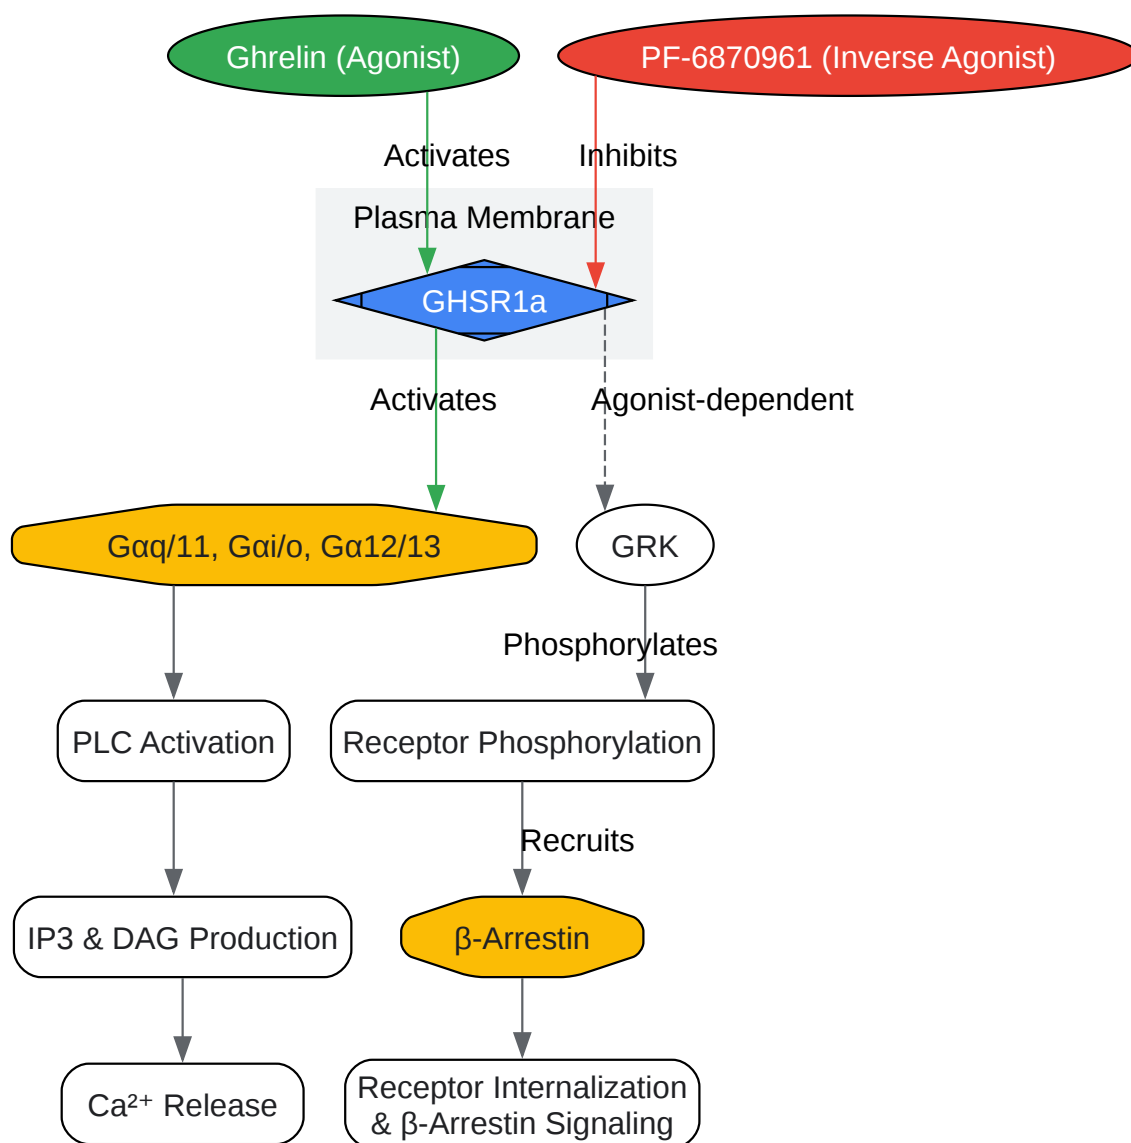 Ghrelin (Agonist)
PF-6870961 (Inverse Agonist)
Activates
Inhibits
Plasma Membrane
GHSR1a
Activates
Agonist-dependent
Gαq/11, Gαi/o, Gα12/13
GRK
Phosphorylates
PLC Activation
Receptor Phosphorylation
Recruits
IP3 & DAG Production
β-Arrestin
Ca²⁺ Release
Receptor Internalization
& β-Arrestin Signaling